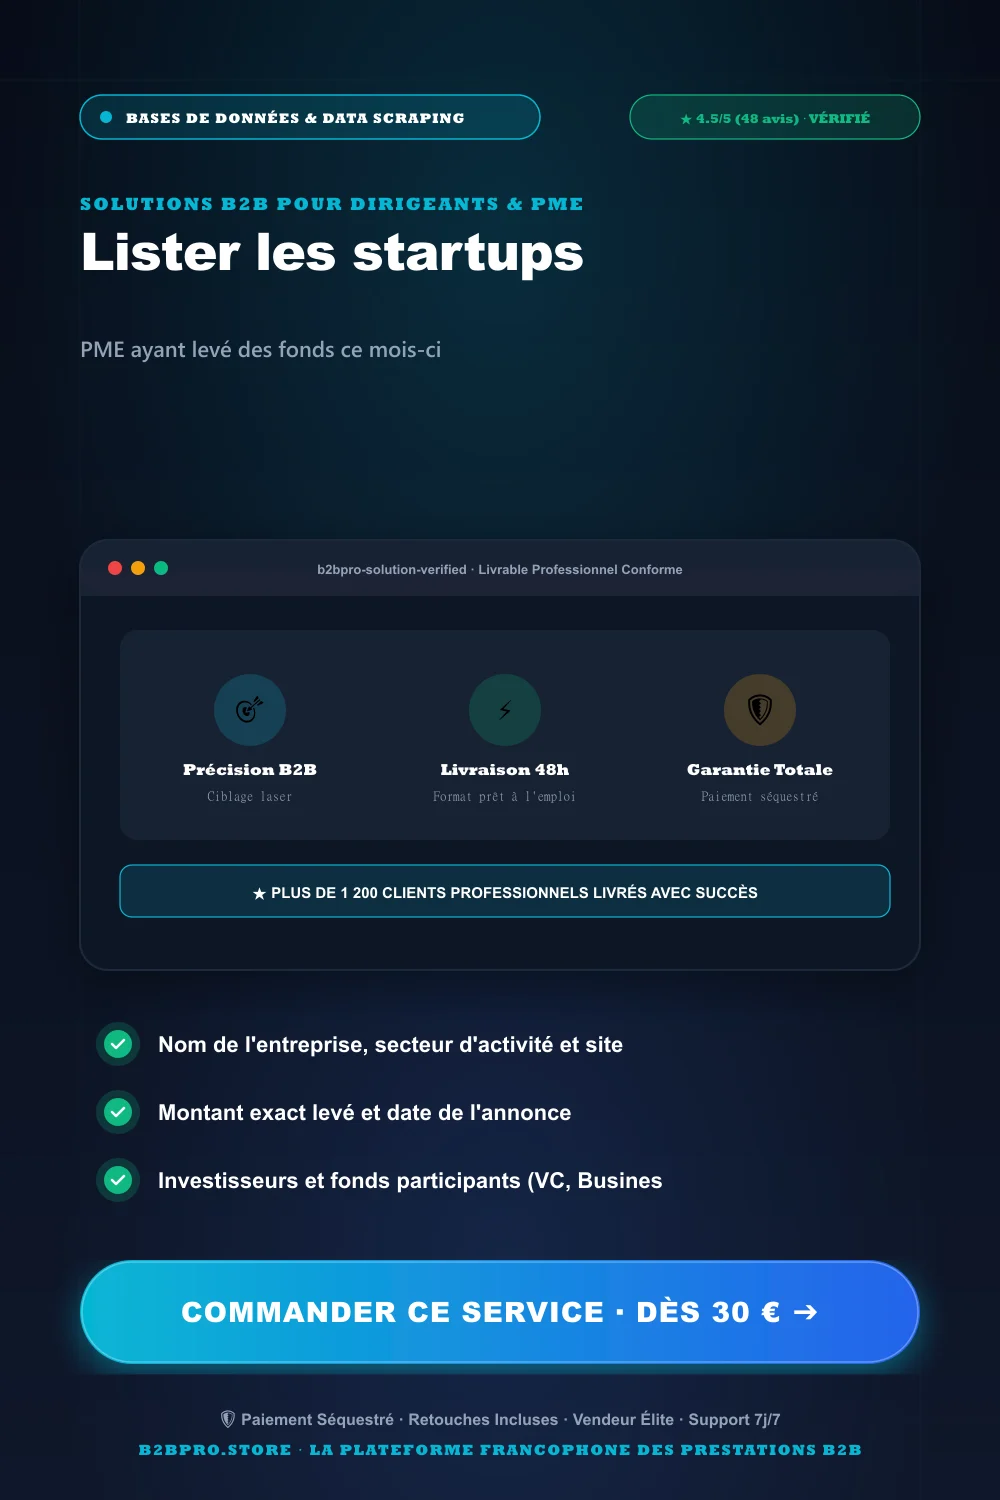 BASES DE DONNÉES & DATA SCRAPING
★ 4.5/5 (48 avis) · VÉRIFIÉ
SOLUTIONS B2B POUR DIRIGEANTS & PME
Lister les startups
PME ayant levé des fonds ce mois-ci
b2bpro-solution-verified · Livrable Professionnel Conforme
Précision B2B
Livraison 48h
Garantie Totale
Ciblage laser
Format prêt à l'emploi
Paiement séquestré
★ PLUS DE 1 200 CLIENTS PROFESSIONNELS LIVRÉS AVEC SUCCÈS
Nom de l'entreprise, secteur d'activité et site
Montant exact levé et date de l'annonce
Investisseurs et fonds participants (VC, Busines
COMMANDER CE SERVICE · DÈS 30 € →
Paiement Séquestré · Retouches Incluses · Vendeur Élite · Support 7j/7
B2BPRO.STORE · LA PLATEFORME FRANCOPHONE DES PRESTATIONS B2B